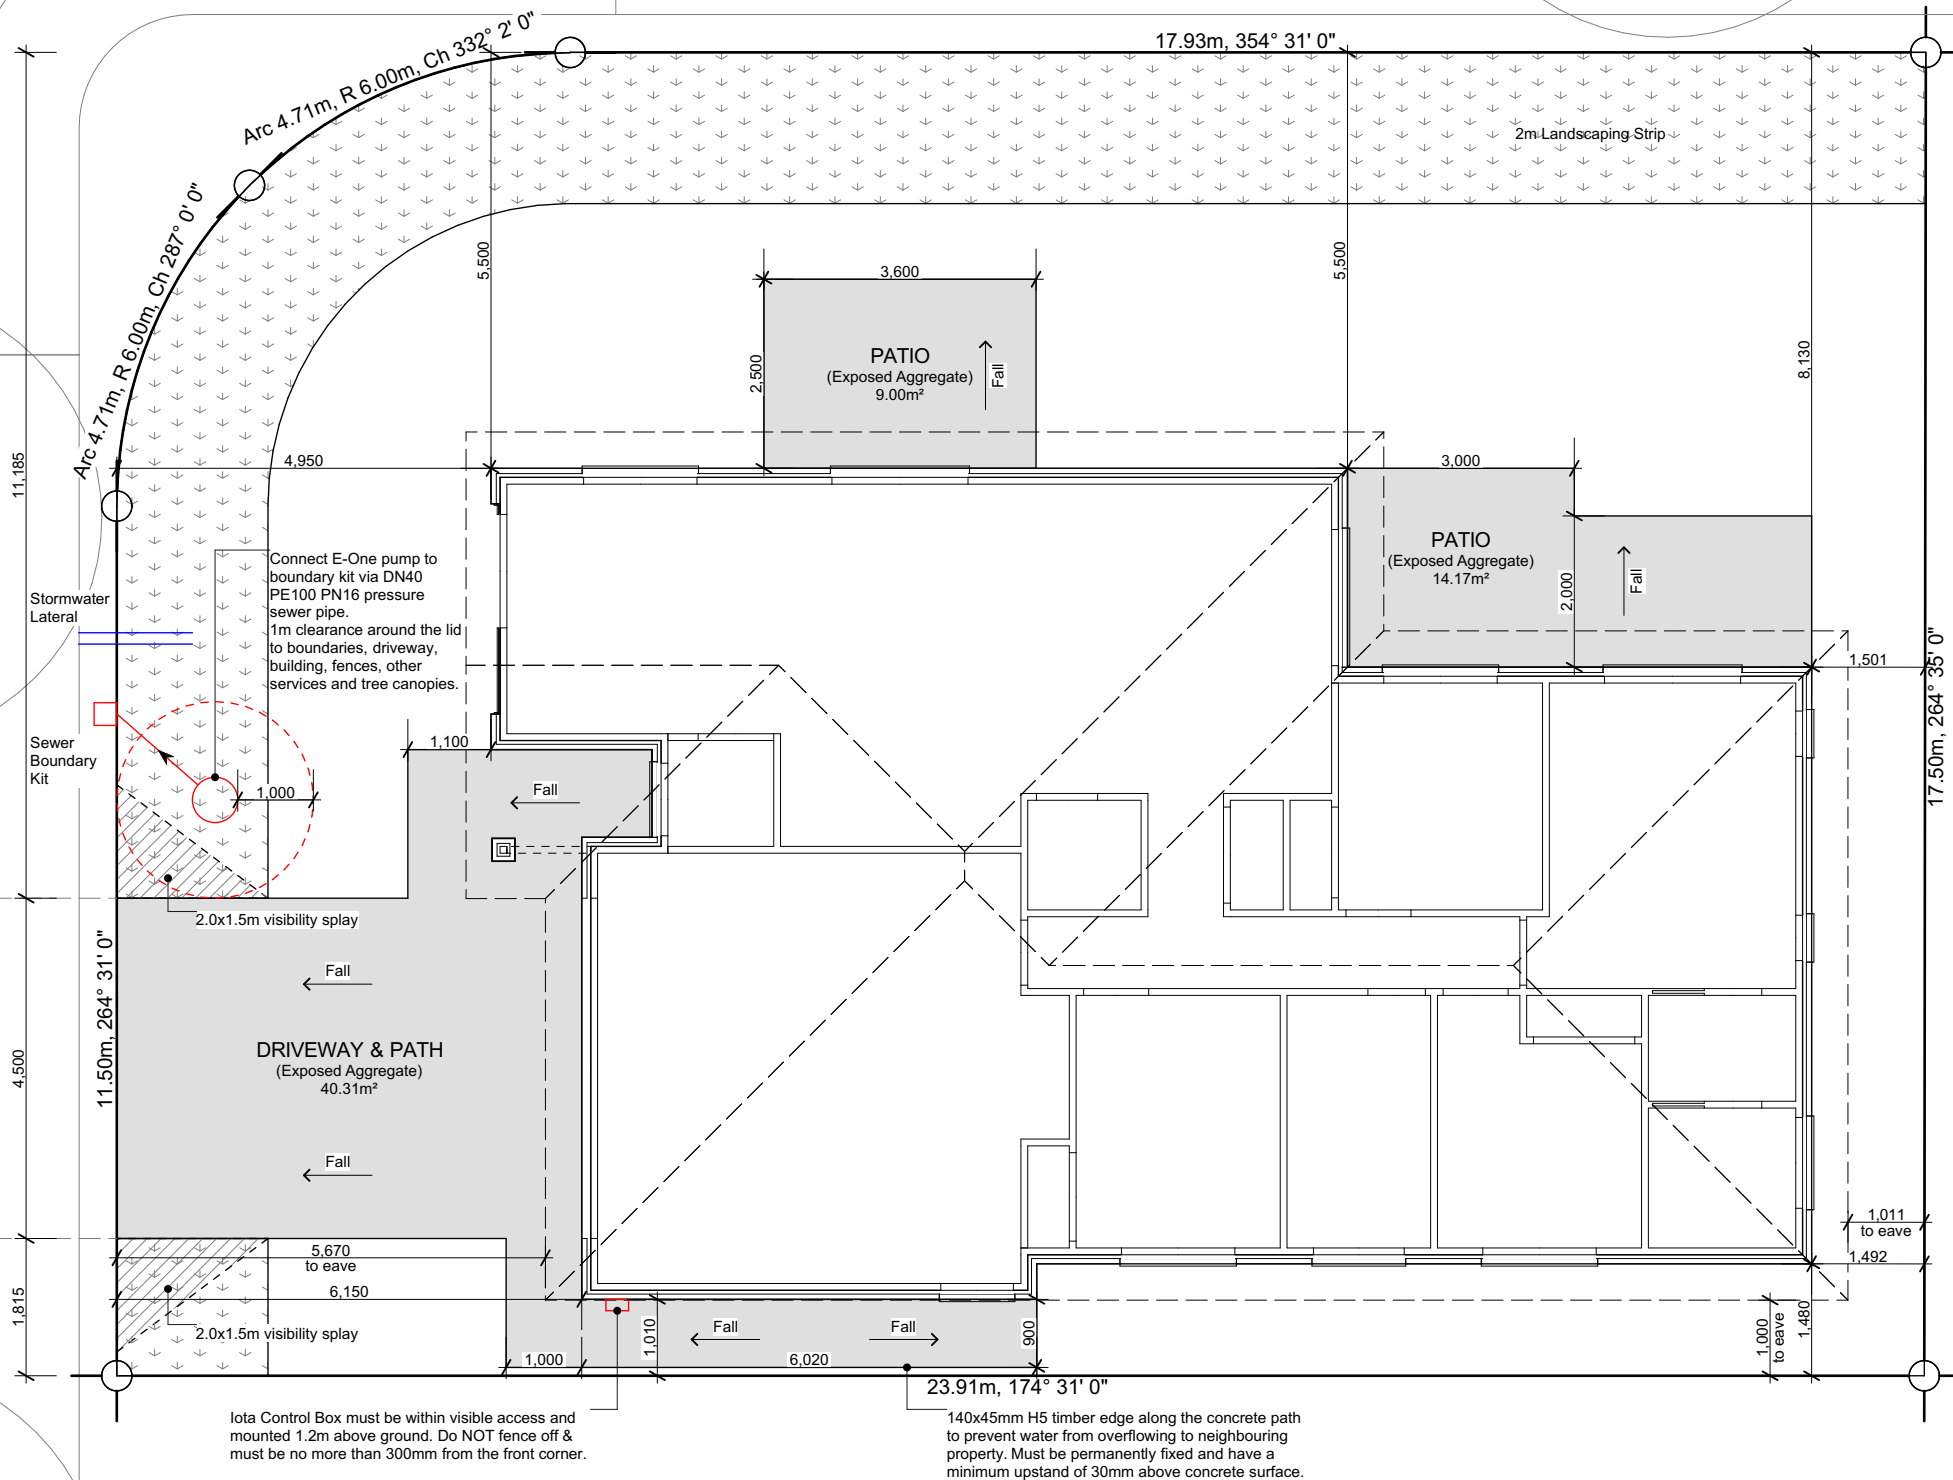 17.93m, 354° 31' 0"
Arc 4.71m, R 6.00m, Ch 332° 2' 0"
2m Landscaping Strip
Arc 4.71m, R 6.00m, Ch 287° 0' 0"
5,500
5,500
3,600
PATIO
(Exposed Aggregate)
9.00m²
Fall
2,500
8,130
11,185
4,950
3,000
PATIO
(Exposed Aggregate)
14.17m²
2,000
Fall
Connect E-One pump to
boundary kit via DN40
PE100 PN16 pressure
sewer pipe.
1m clearance around the lid
to boundaries, driveway,
building, fences, other
services and tree canopies.
Stormwater
Lateral
1,501
17.50m, 264° 35' 0"
Sewer
Boundary
Kit
1,100
1,000
Fall
2.0x1.5m visibility splay
Fall
11.50m, 264° 31' 0"
4,500
DRIVEWAY & PATH
(Exposed Aggregate)
40.31m²
Fall
1,011
to eave
5,670
to eave
1,492
6,150
1,815
2.0x1.5m visibility splay
1,010
Fall
Fall
900
1,000
to eave
1,480
1,000
6,020
23.91m, 174° 31' 0"
Iota Control Box must be within visible access and
mounted 1.2m above ground. Do NOT fence off &
must be no more than 300mm from the front corner.
140x45mm H5 timber edge along the concrete path
to prevent water from overflowing to neighbouring
property. Must be permanently fixed and have a
minimum upstand of 30mm above concrete surface.